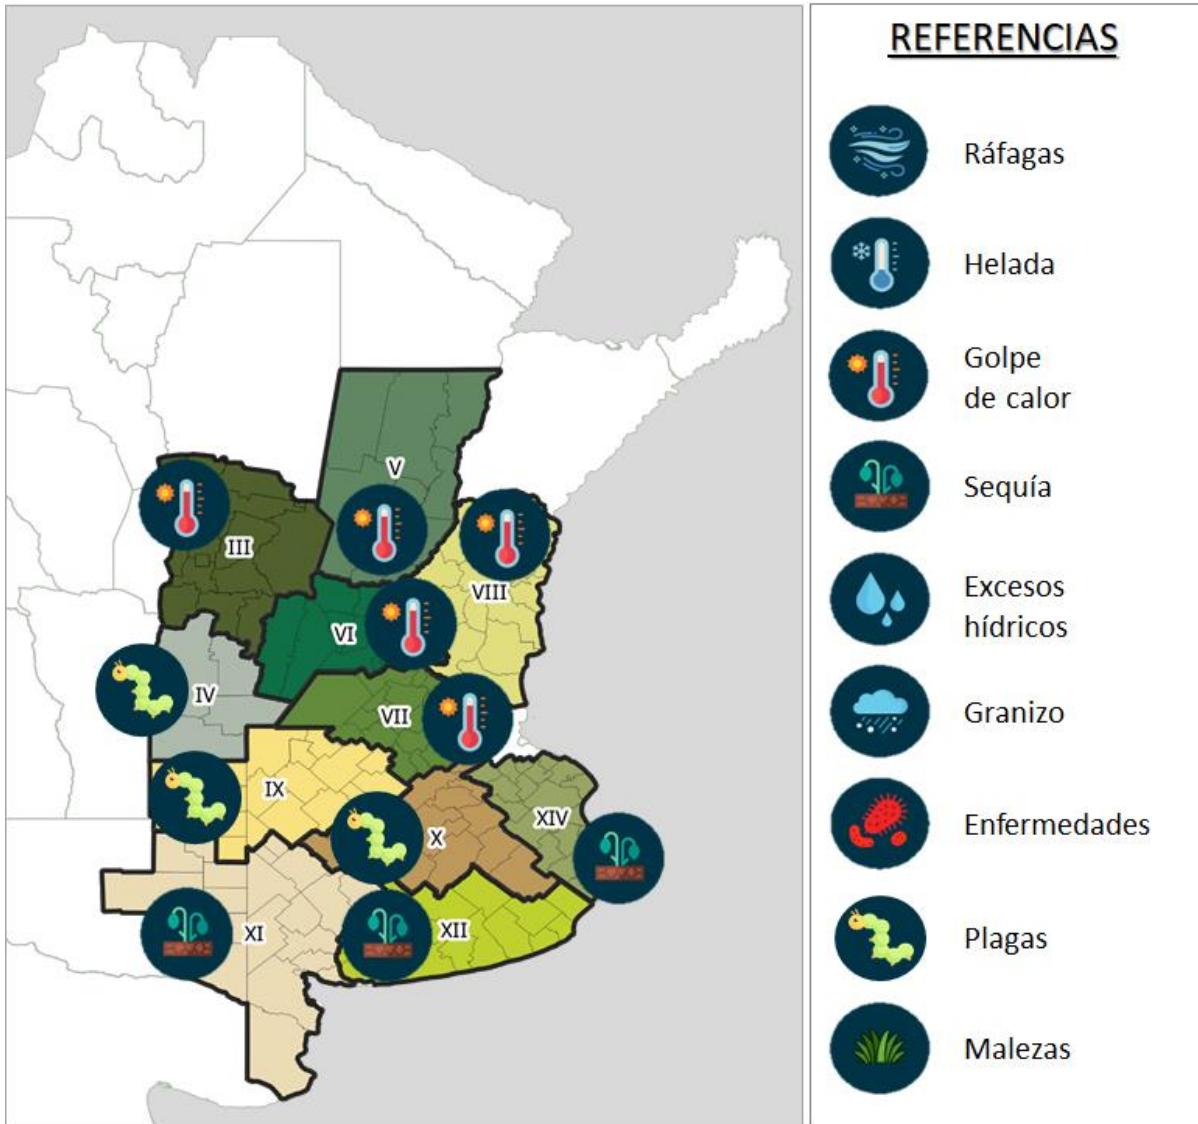 REFERENCIAS
Ráfagas
Helada
Golpe
de calor
Sequía
Excesos
hídricos
Granizo
Enfermedades
Plagas
Malezas
V
III
VIII
VI
IV
VII
IX
XIV
X
XI
XII